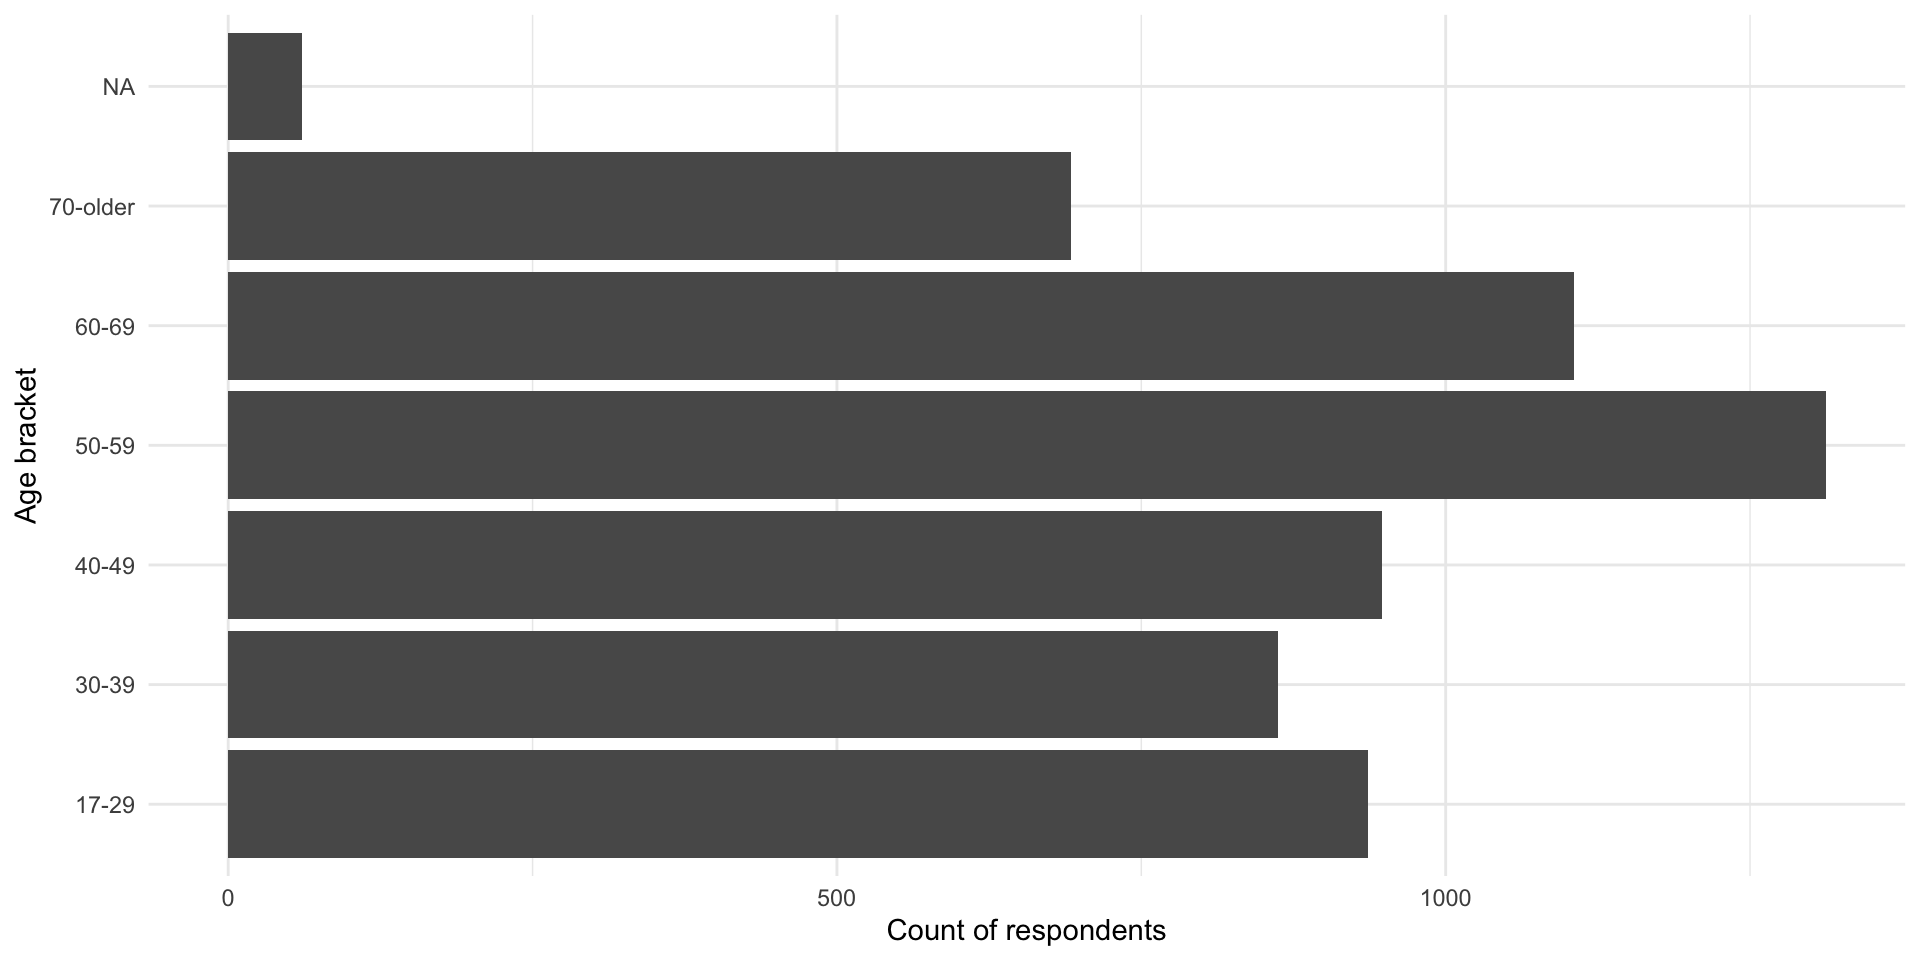 NA
70-older
60-69
50-59
40-49
30-39
17-29
Age bracket
0 500 1000
Count of respondents